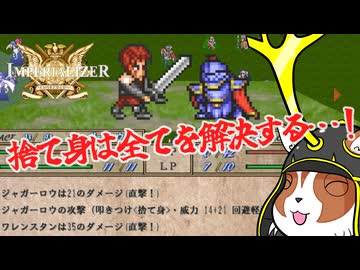 IMPERIALIZER
捨て身は全てを解決する…!
LP
ジャガーロウは21のダメージ(直撃!)
ジャガーロウの攻撃 (叩きつけ<捨て身>・威力 14+21 回避軽
ワレンスタンは35のダメージ(直撃!)